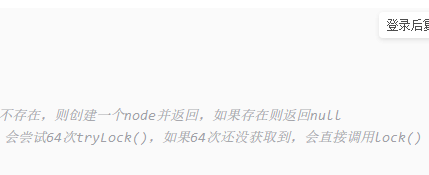 登录后
不存在，则创建一个node并返回，如果存在则返回null
会尝试64次tryLock()，如果64次还没获取到，会直接调用lock()